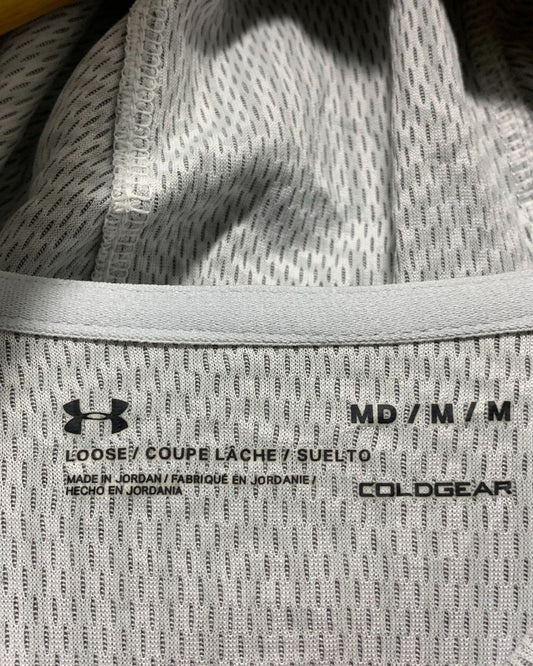 MD / M / M
LOOSE / COUPE LÂCHE / SUELTO
MADE IN JORDAN / FABRIQUÉ EN JORDANIE /
HECHO EN JORDANIA
COLDGEAR